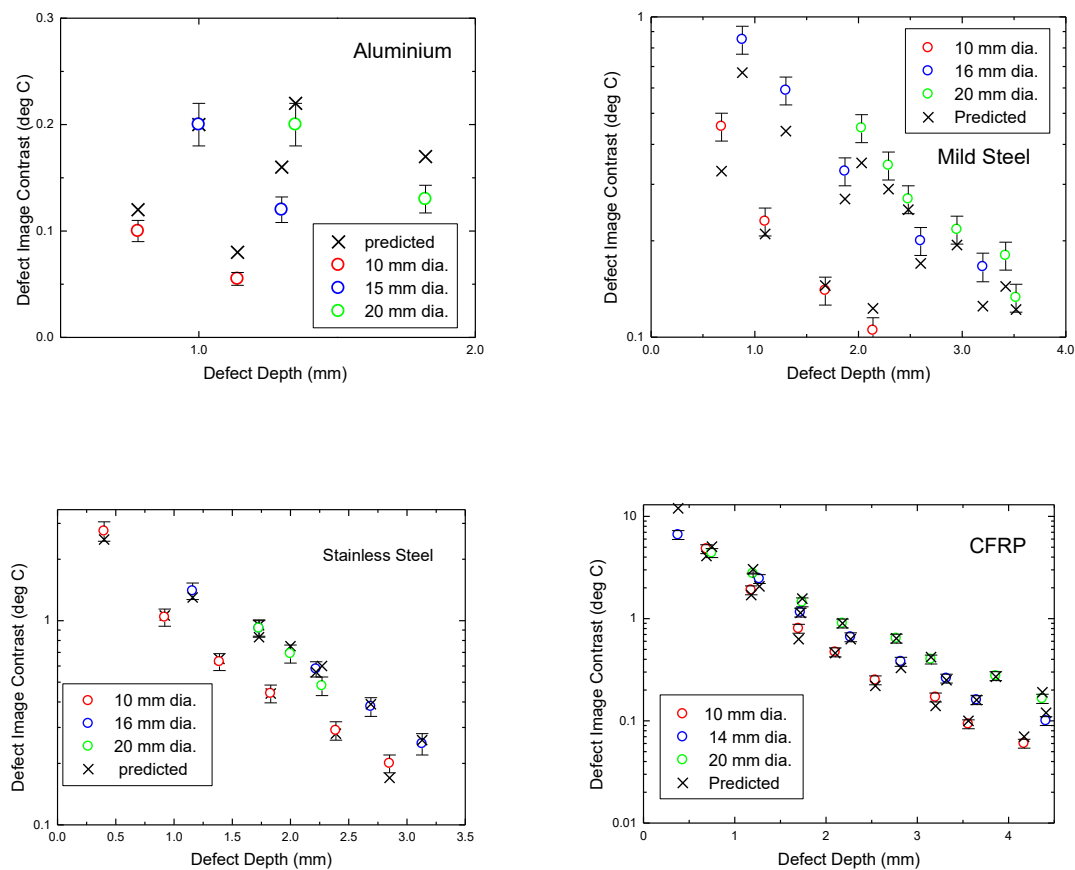 Aluminium
Defect Image Contrast (deg C)
0.3
0.2
0.1
0.0
1.0
2.0
Defect Depth (mm)
predicted
10 mm dia.
15 mm dia.
20 mm dia.
Mild Steel
Defect Image Contrast (deg C)
1
0.1
0.0
1.0
2.0
3.0
4.0
Defect Depth (mm)
10 mm dia.
16 mm dia.
20 mm dia.
Predicted
Stainless Steel
Defect Image Contrast (deg C)
1
0.1
0.0
0.5
1.0
1.5
2.0
2.5
3.0
3.5
Defect Depth (mm)
10 mm dia.
16 mm dia.
20 mm dia.
predicted
CFRP
Defect Image Contrast (deg C)
10
1
0.1
0.01
0
1
2
3
4
Defect Depth (mm)
10 mm dia.
14 mm dia.
20 mm dia.
Predicted